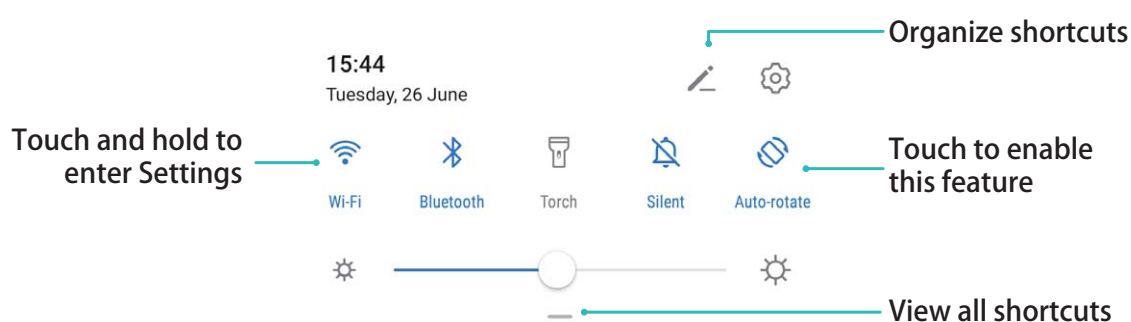 Organize shortcuts
15:44
Tuesday, 26 June
Touch and hold to
enter Settings
Touch to enable
this feature
Wi-Fi
Bluetooth
Torch
Silent
Auto-rotate
View all shortcuts